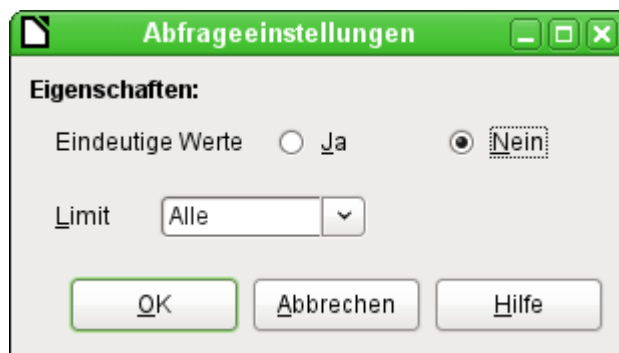 Abfrageeinstellungen
Eigenschaften:
Eindeutige Werte Ja Nein
Limit Alle
OK Abbrechen Hilfe